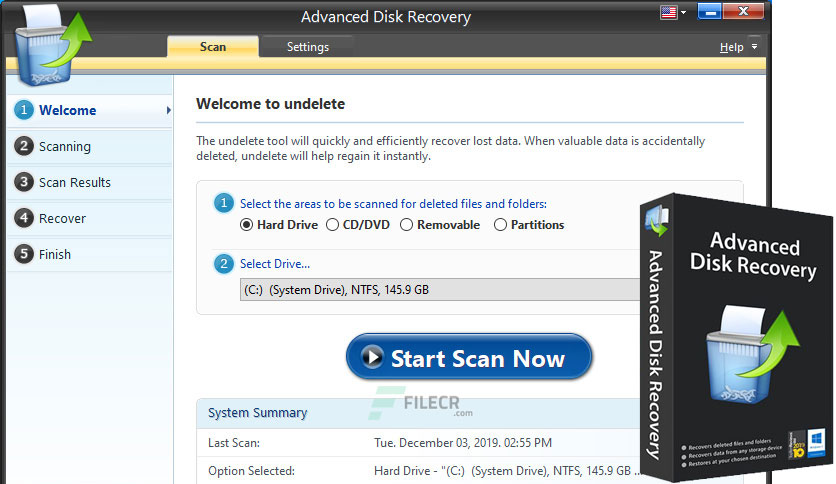 Advanced Disk Recovery
Scan
Settings
Help
1 Welcome
2 Scanning
3 Scan Results
4 Recover
5 Finish
Welcome to undelete
The undelete tool will quickly and efficiently recover lost data. When valuable data is accidentally
deleted, undelete will help regain it instantly.
1 Select the areas to be scanned for deleted files and folders:
Hard Drive CD/DVD Removable Partitions
2 Select Drive...
(C:) (System Drive), NTFS, 145.9 GB
Start Scan Now
FILECR
.com
System Summary
Last Scan: Tue. December 03, 2019. 02:55 PM
Option Selected: Hard Drive - "(C:) (System Drive), NTFS, 145.9 GB ..
Advanced Disk Recovery
Advanced
Disk Recovery
• Recovers deleted files and folders
• Recovers data from any storage device
• Restores at your chosen destination